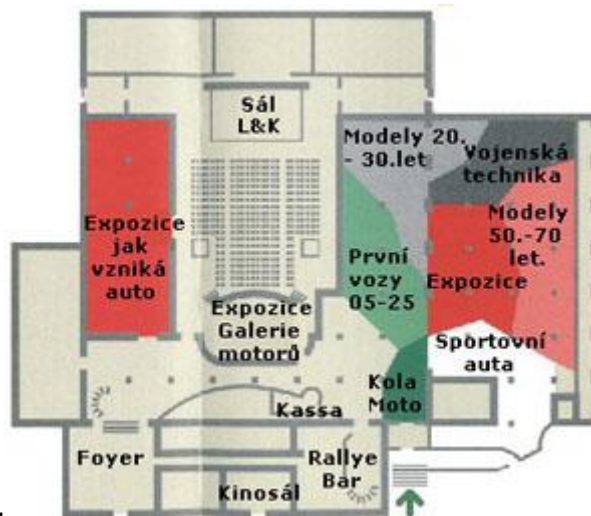 Sál
L&K
Modely 20.
- 30.let
Vojenská
technika
Expozice
jak
vzniká
auto
Modely
50.-70
let.
První
vozy
05-25
Expozice
Expozice
Galerie
motorů
Sportovní
auta
Kola
Moto
Kassa
Foyer
Rallye
Bar
Kinosál